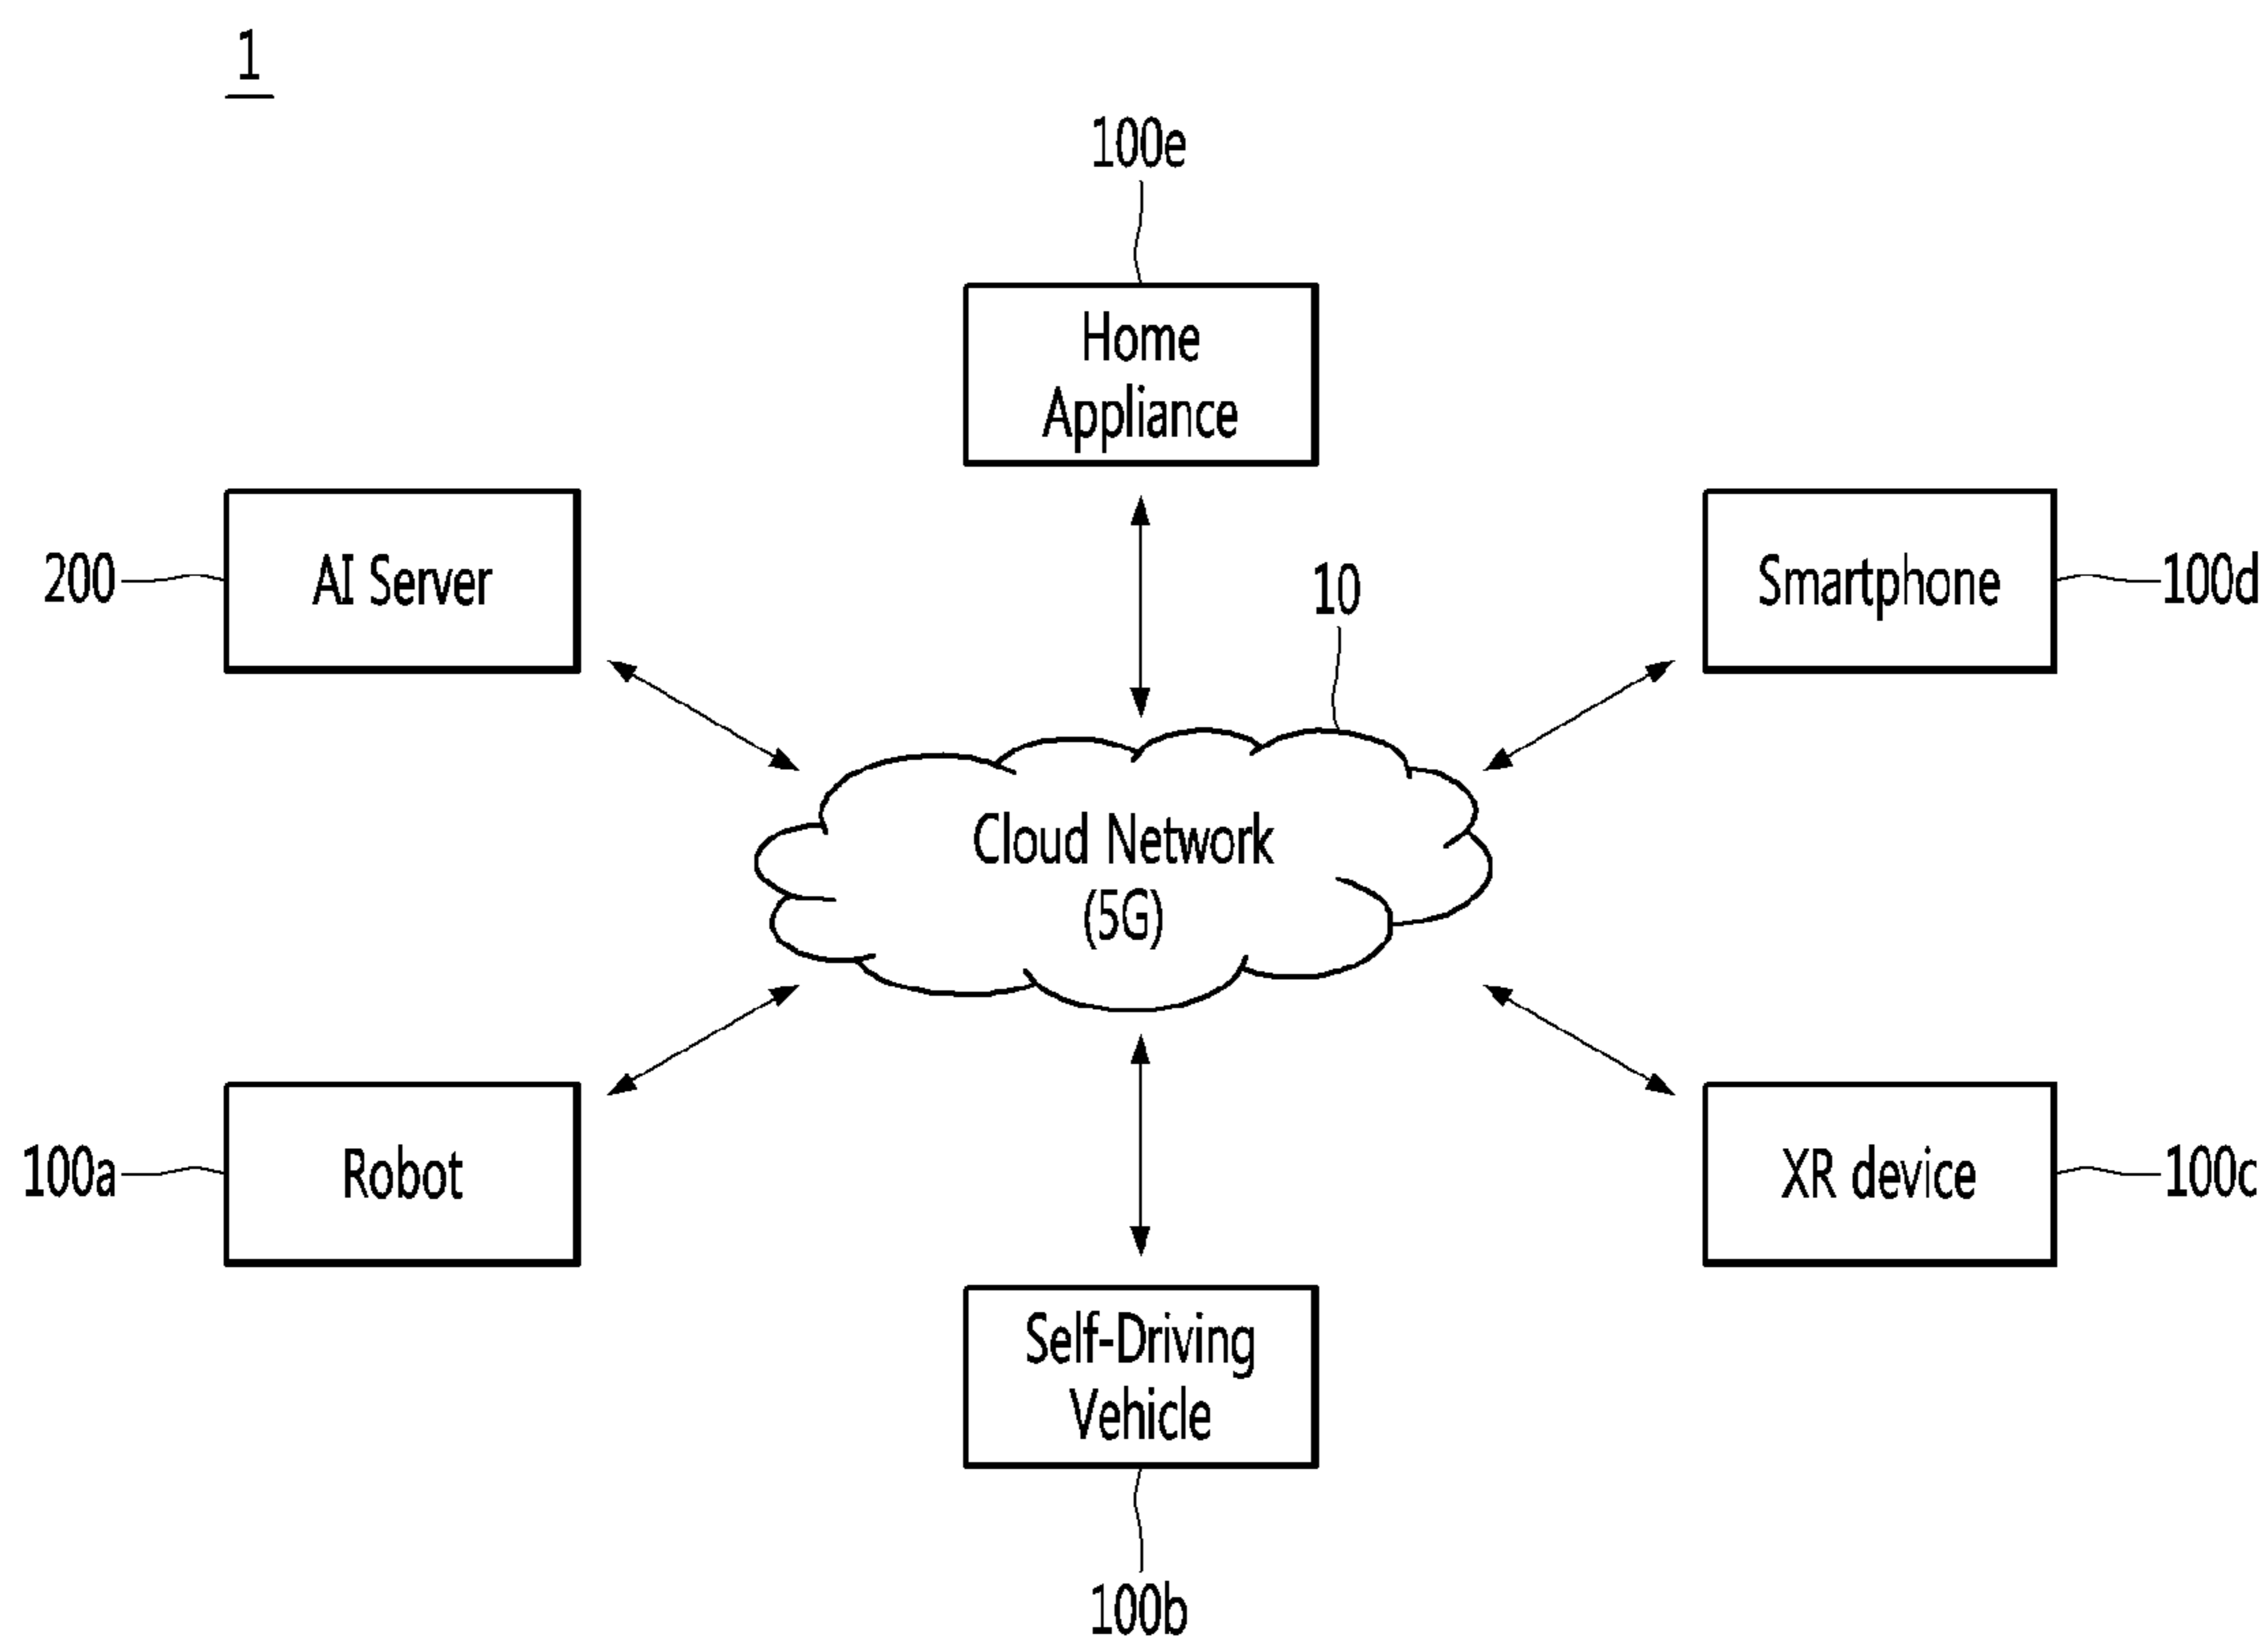 1
100e
Home
Appliance
200
AI Server
10
Smartphone
100d
Cloud Network
(5G)
100a
Robot
XR device
100c
Self-Driving
Vehicle
100b